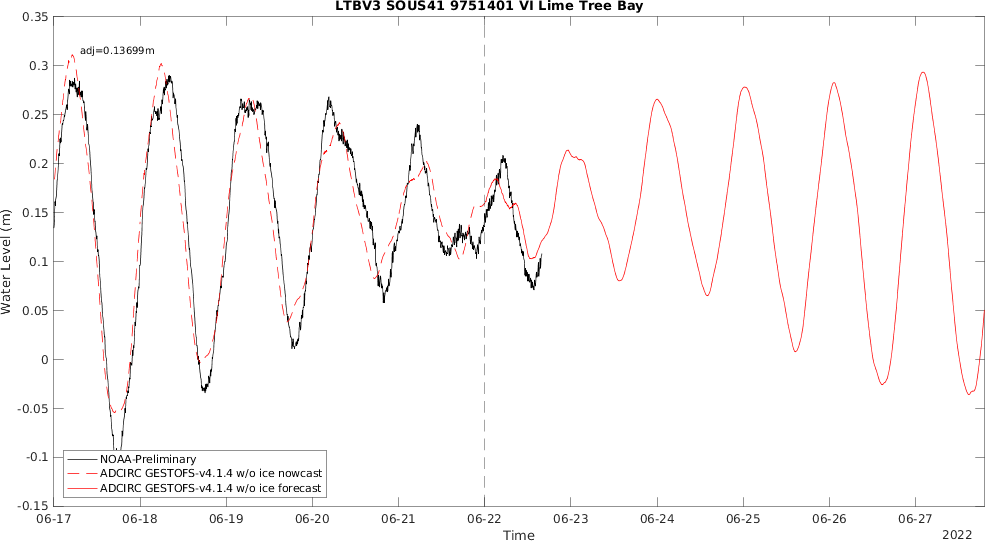 LTBV3 SOUS41 9751401 VI Lime Tree Bay
adj=0.13699m
0.35
0.3
0.25
0.2
0.15
0.1
0.05
0
-0.05
-0.1
-0.15
Water Level (m)
NOAA-Preliminary
ADCIRC GESTOFS-v4.1.4 w/o ice nowcast
ADCIRC GESTOFS-v4.1.4 w/o ice forecast
06-17 06-18 06-19 06-20 06-21 06-22 06-23 06-24 06-25 06-26 06-27
Time
2022